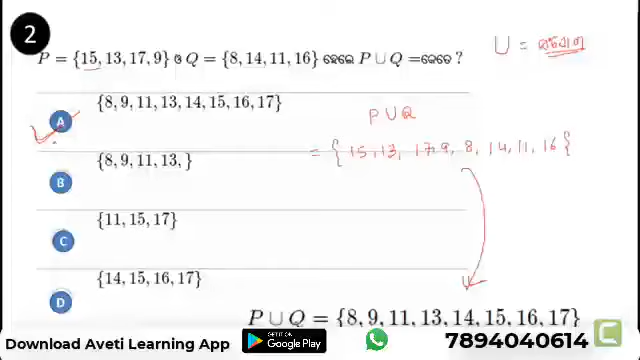 2
P = {15, 13, 17, 9} ଓ Q = {8, 14, 11, 16} ହେଲେ P ∪ Q =କେତେ ?
U = ସଂଯୋଗ
A {8, 9, 11, 13, 14, 15, 16, 17}
P U Q
= { 15, 13, 17, 9, 8, 14, 11, 16 }
B {8, 9, 11, 13, }
C {11, 15, 17}
D {14, 15, 16, 17}
P ∪ Q = {8, 9, 11, 13, 14, 15, 16, 17}
Download Aveti Learning App GET IT ON Google Play 7894040614